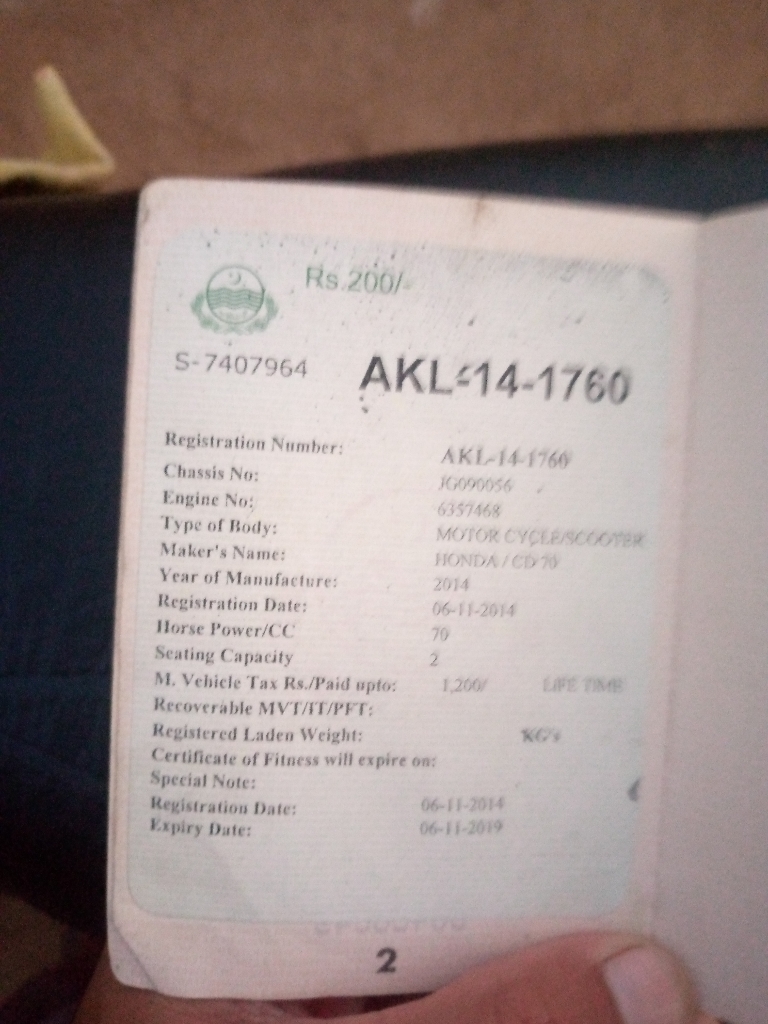 Rs.200/-
S-7407964
AKL-14-1760
Registration Number: AKL-14-1760
Chassis No: JG090056
Engine No: 6357468
Type of Body: MOTOR CYCLE/SCOOTER
Maker's Name: HONDA / CD 70
Year of Manufacture: 2014
Registration Date: 06-11-2014
Horse Power/CC 70
Seating Capacity 2
M. Vehicle Tax Rs./Paid upto: 1,200/ LIFE TIME
Recoverable MVT/IT/PFT:
Registered Laden Weight: KG's
Certificate of Fitness will expire on:
Special Note:
Registration Date: 06-11-2014
Expiry Date: 06-11-2019
2